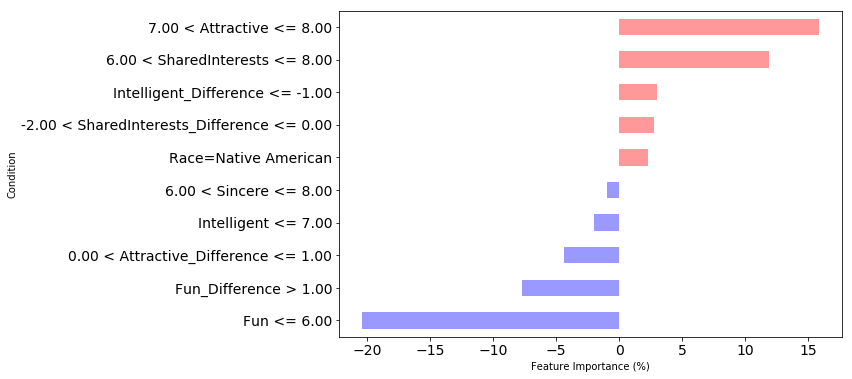 7.00 < Attractive <= 8.00
6.00 < SharedInterests <= 8.00
Intelligent_Difference <= -1.00
-2.00 < SharedInterests_Difference <= 0.00
Race=Native American
6.00 < Sincere <= 8.00
Intelligent <= 7.00
0.00 < Attractive_Difference <= 1.00
Fun_Difference > 1.00
Fun <= 6.00
Condition
−20 −15 −10 −5 0 5 10 15
Feature Importance (%)